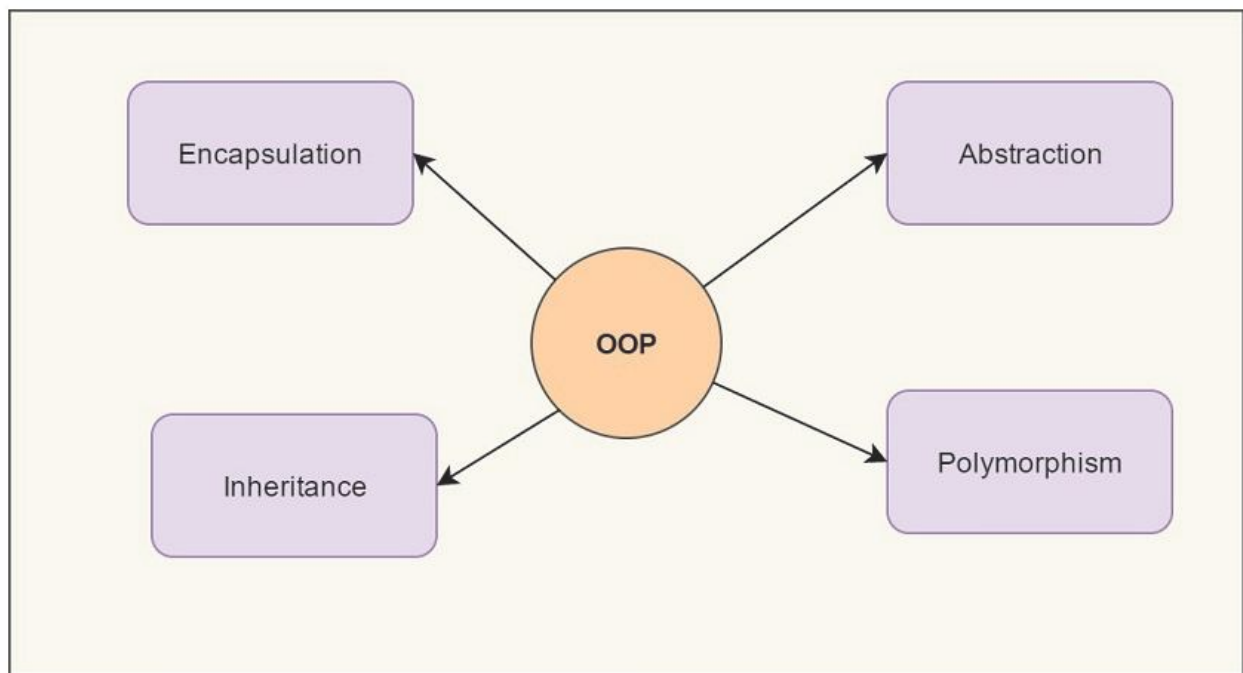 Encapsulation
Abstraction
OOP
Inheritance
Polymorphism